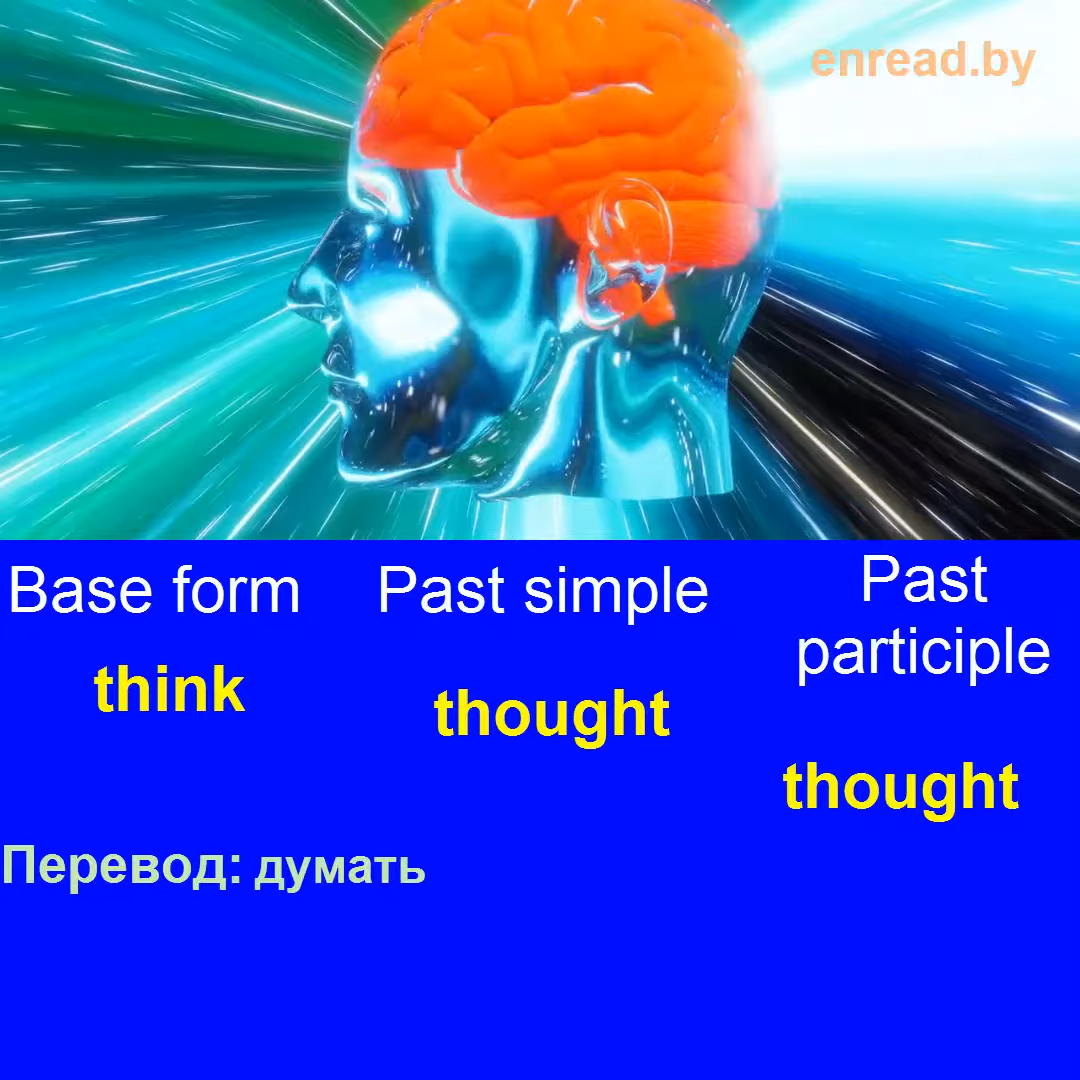 enread.by
Base form
think
Past simple
thought
Past
participle
thought
Перевод: думать